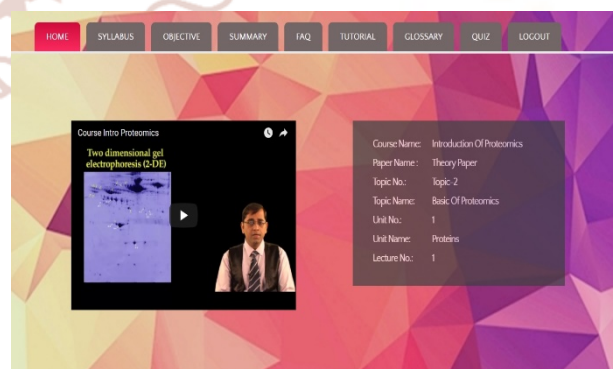 HOME SYLLABUS OBJECTIVE SUMMARY FAQ TUTORIAL GLOSSARY QUIZ LOGOUT
Course Intro Proteomics
Two dimensional gel
electrophoresis (2-DE)
Course Name: Introduction Of Proteomics
Paper Name : Theory Paper
Topic No.: Topic-2
Topic Name: Basic Of Proteomics
Unit No.: 1
Unit Name: Proteins
Lecture No.: 1